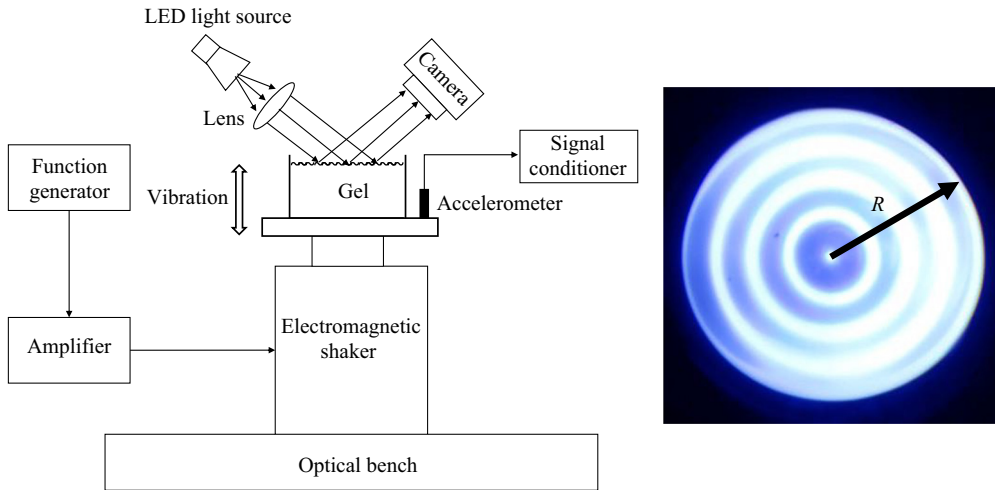 LED light source
Camera
Lens
Function
generator
Vibration
Gel
Signal
conditioner
Accelerometer
Amplifier
Electromagnetic
shaker
Optical bench
R